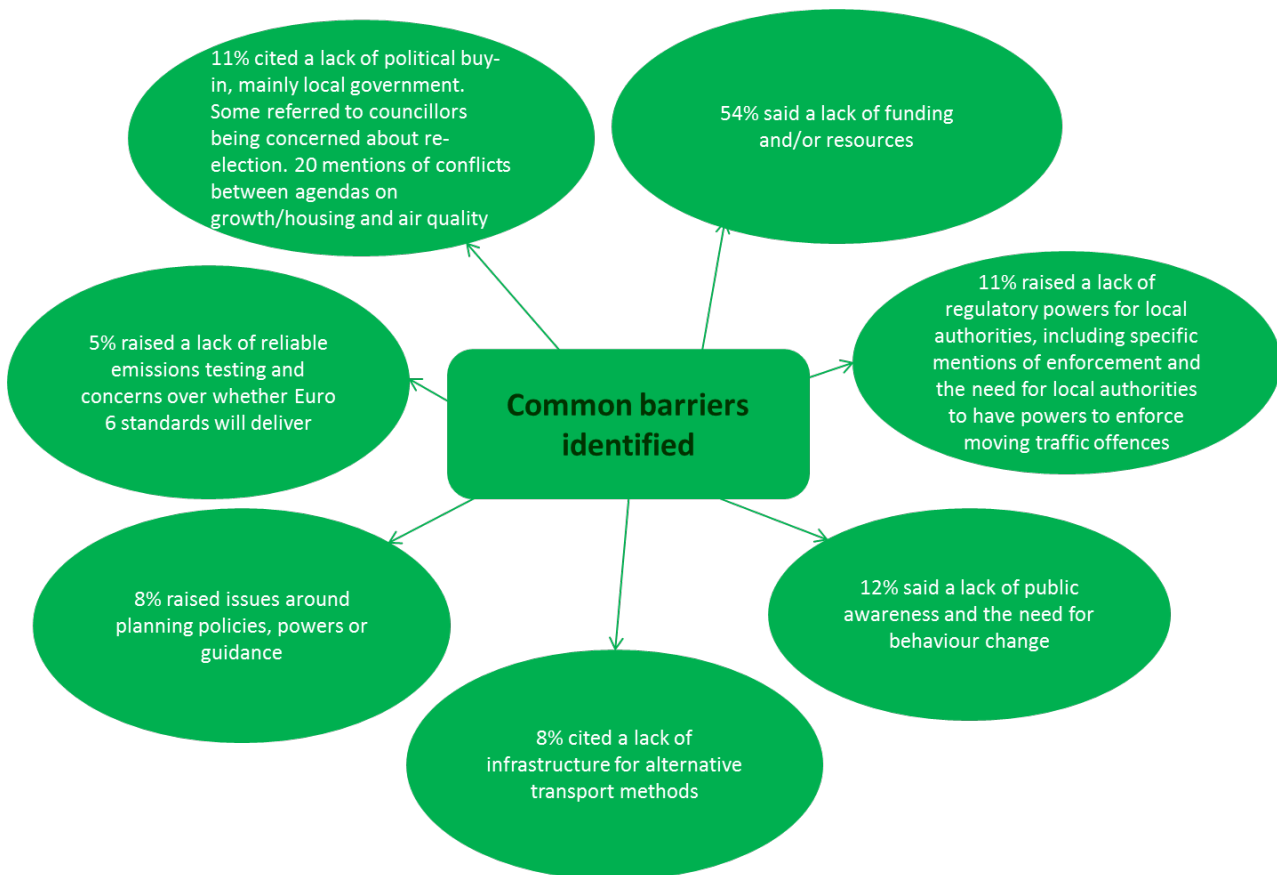 11% cited a lack of political buy-
in, mainly local government.
Some referred to councillors
being concerned about re-
election. 20 mentions of conflicts
between agendas on
growth/housing and air quality
54% said a lack of funding
and/or resources
11% raised a lack of
regulatory powers for local
authorities, including specific
mentions of enforcement and
the need for local authorities
to have powers to enforce
moving traffic offences
5% raised a lack of reliable
emissions testing and
concerns over whether Euro
6 standards will deliver
Common barriers
identified
8% raised issues around
planning policies, powers or
guidance
12% said a lack of public
awareness and the need for
behaviour change
8% cited a lack of
infrastructure for alternative
transport methods